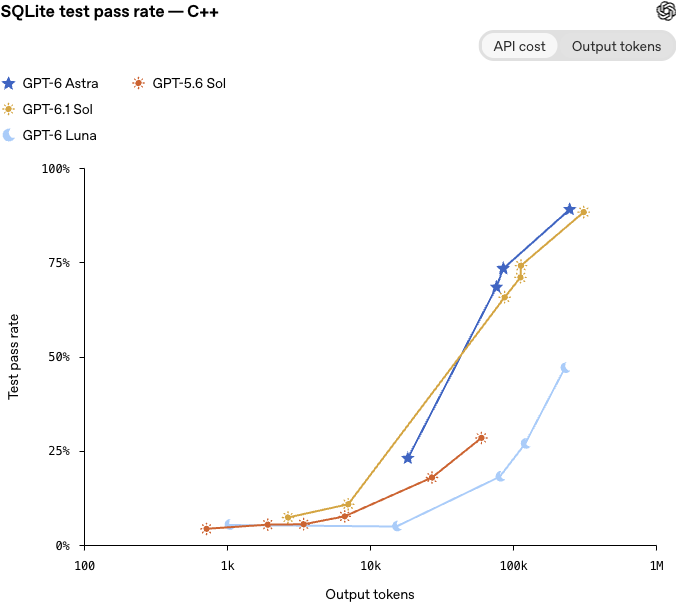 SQLite test pass rate — C++
API cost
Output tokens
GPT-6 Astra
GPT-5.6 Sol
GPT-6.1 Sol
GPT-6 Luna
100%
75%
50%
25%
0%
Test pass rate
100
1k
10k
100k
1M
Output tokens